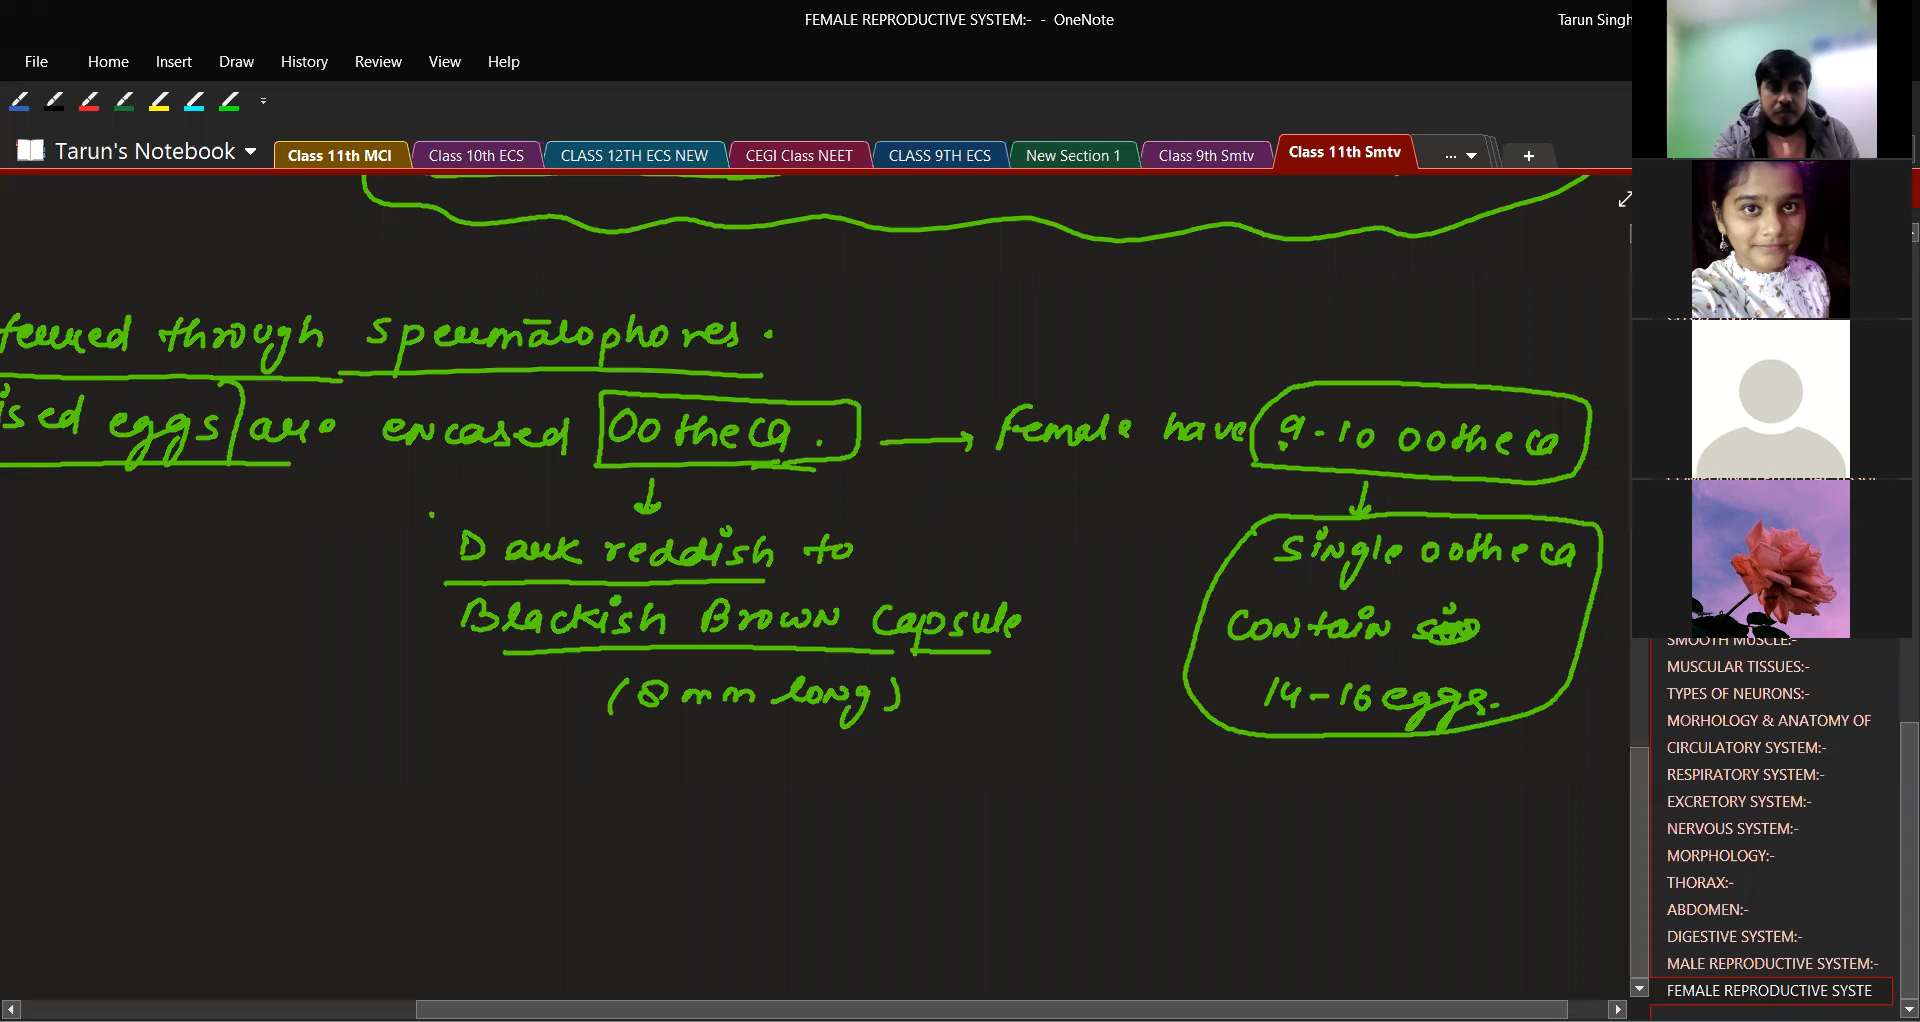 FEMALE REPRODUCTIVE SYSTEM:- - OneNote
Tarun Singh
File Home Insert Draw History Review View Help
Tarun's Notebook
Class 11th MCI
Class 10th ECS
CLASS 12TH ECS NEW
CEGI Class NEET
CLASS 9TH ECS
New Section 1
Class 9th Smtv
Class 11th Smtv
...
+
ferred through spermatophores.
ised eggs are encased Ootheca. → female have 9-10 ootheca
↓
Dark reddish to
Blackish Brown Capsule
(8 mm long)
↓
Single ootheca
contain
14-16 eggs.
SMOOTH MUSCLE:-
MUSCULAR TISSUES:-
TYPES OF NEURONS:-
MORHOLOGY & ANATOMY OF
CIRCULATORY SYSTEM:-
RESPIRATORY SYSTEM:-
EXCRETORY SYSTEM:-
NERVOUS SYSTEM:-
MORPHOLOGY:-
THORAX:-
ABDOMEN:-
DIGESTIVE SYSTEM:-
MALE REPRODUCTIVE SYSTEM:-
FEMALE REPRODUCTIVE SYSTE